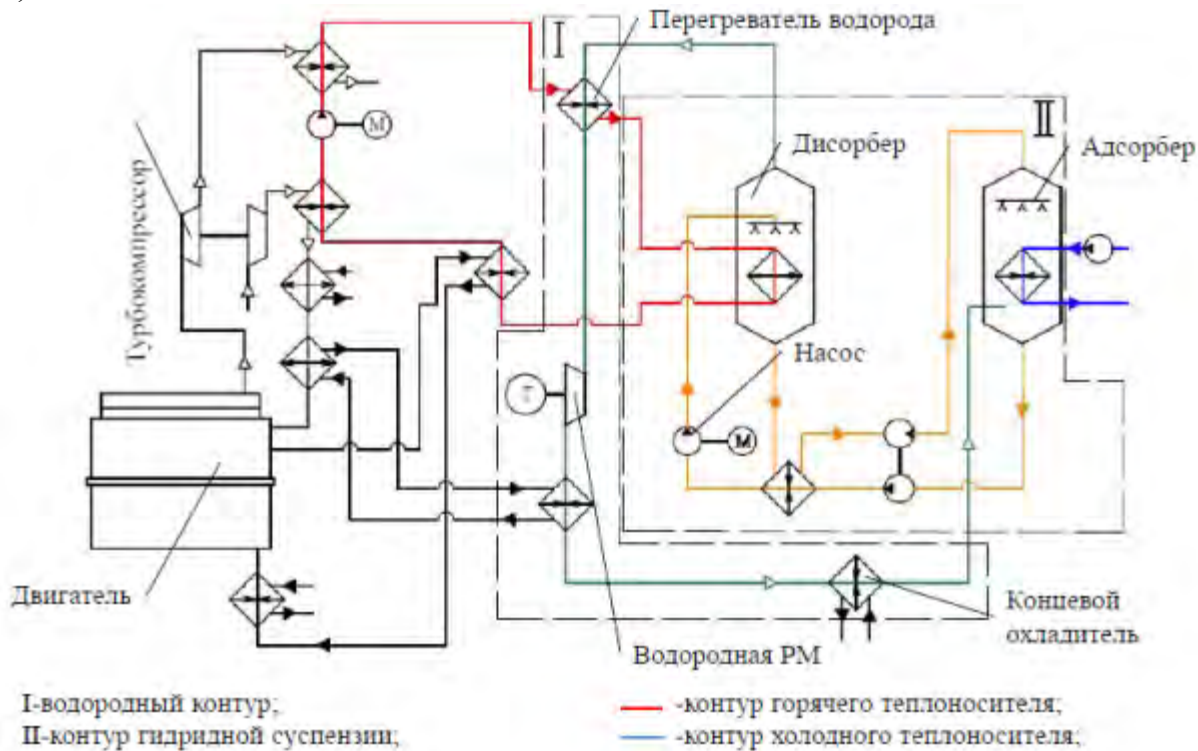 )
Перегреватель водорода
I
II
M
Дисорбер
Адсорбер
Турбокомпрессор
Насос
M
Двигатель
Концевой
охладитель
Водородная РМ
I-водородный контур;
-контур горячего теплоносителя;
II-контур гидридной суспензии;
-контур холодного теплоносителя;